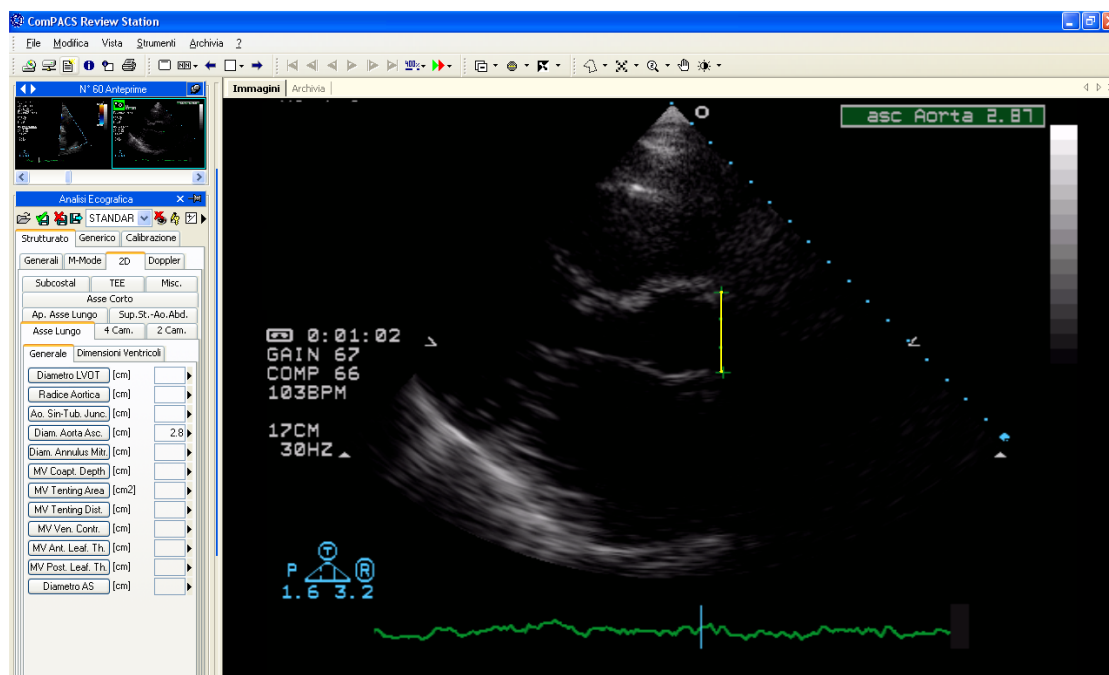 ComPACS Review Station
File Modifica Vista Strumenti Archivia ?
N° 60 Anteprime
Immagini Archivia
Analisi Ecografica
STANDAR
Strutturato Generico Calibrazione
Generali M-Mode 2D Doppler
Subcostal TEE Misc.
Asse Corto
Ap. Asse Lungo Sup.St.-Ao.Abd.
Asse Lungo 4 Cam. 2 Cam.
Generale Dimensioni Ventricoli
Diametro LVOT [cm]
Radice Aortica [cm]
Ao. Sin-Tub. Junc. [cm]
Diam. Aorta Asc. [cm] 2.8
Diam. Annulus Mitr. [cm]
MV Coapt. Depth [cm]
MV Tenting Area [cm2]
MV Tenting Dist. [cm]
MV Ven. Contr. [cm]
MV Ant. Leaf. Th. [cm]
MV Post. Leaf. Th. [cm]
Diametro AS [cm]
asc Aorta 2.87
0:01:02
GAIN 67
COMP 66
103BPM
17CM
30HZ
T
P R
1.6 3.2